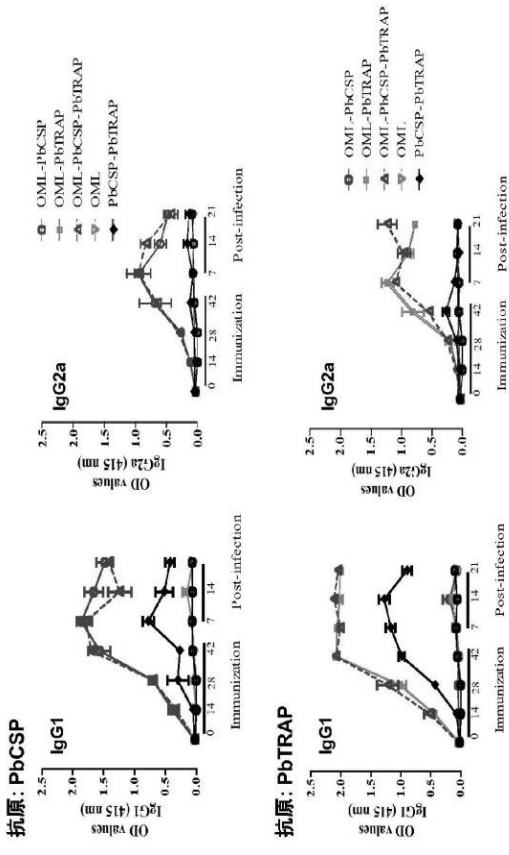 抗原: PbCSP
IgG1
OD values
IgG1 (415 nm)
2.5
2.0
1.5
1.0
0.5
0.0
0 14 28 42 7 14
Immunization Post-infection
IgG2a
OD values
IgG2a (415 nm)
2.5
2.0
1.5
1.0
0.5
0.0
0 14 28 42 7 14 21
Immunization Post-infection
OML-PbCSP
OML-PbTRAP
OML-PbCSP-PbTRAP
OML
PbCSP-PbTRAP
抗原: PbTRAP
IgG1
OD values
IgG1 (415 nm)
2.5
2.0
1.5
1.0
0.5
0.0
0 14 28 42 7 14 21
Immunization Post-infection
IgG2a
OD values
IgG2a (415 nm)
2.5
2.0
1.5
1.0
0.5
0.0
0 14 28 42 7 14 21
Immunization Post-infection
OML-PbCSP
OML-PbTRAP
OML-PbCSP-PbTRAP
OML
PbCSP-PbTRAP